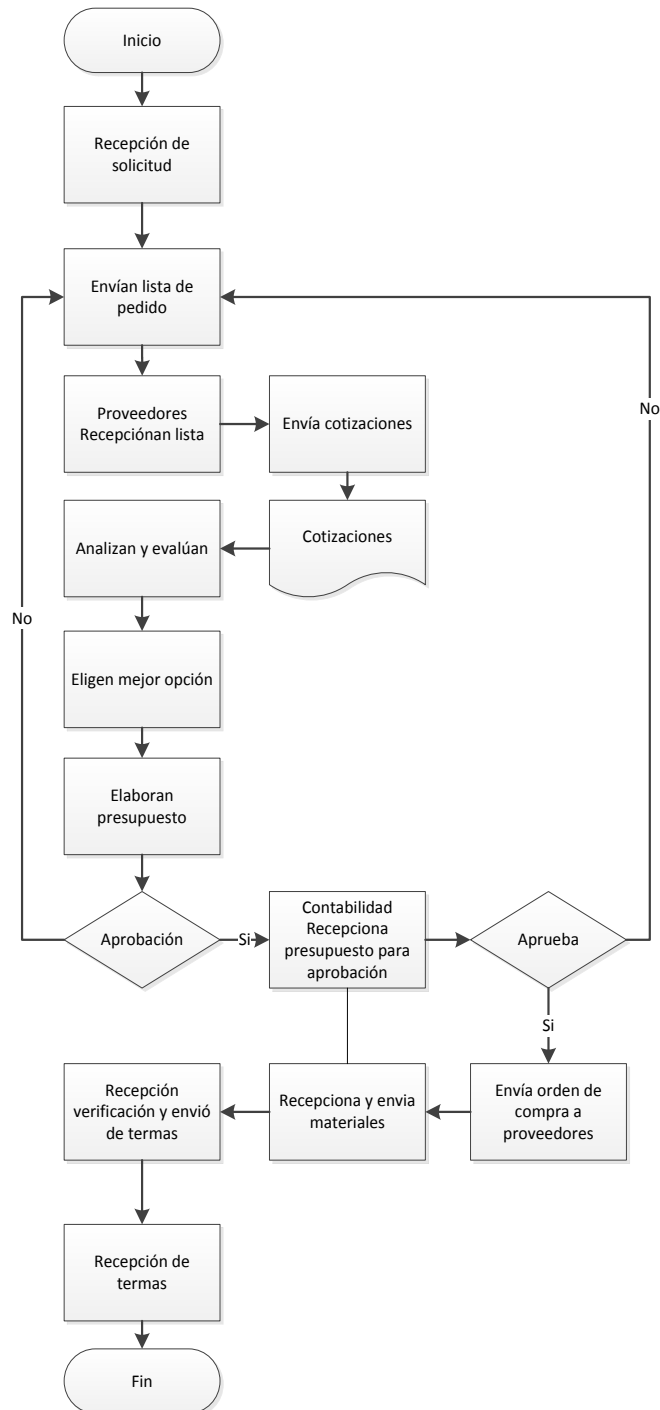 Inicio
Recepción de
solicitud
Envían lista de
pedido
No
Proveedores
Recepciónan lista
Envía cotizaciones
Analizan y evalúan
Cotizaciones
No
Eligen mejor opción
Elaboran
presupuesto
Aprobación
Si
Contabilidad
Recepciona
presupuesto para
aprobación
Aprueba
Si
Recepción
verificación y envió
de termas
Recepciona y envia
materiales
Envía orden de
compra a
proveedores
Recepción de
termas
Fin